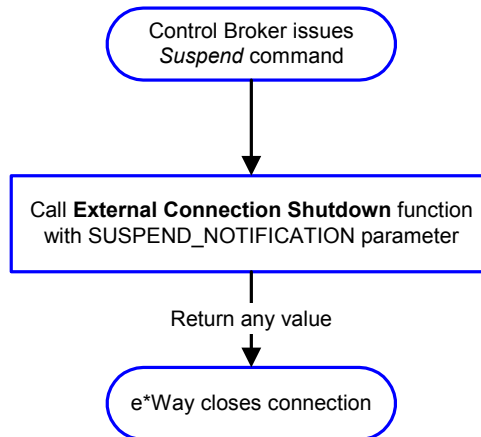 Control Broker issues
Suspend command
Call External Connection Shutdown function
with SUSPEND_NOTIFICATION parameter
Return any value
e*Way closes connection